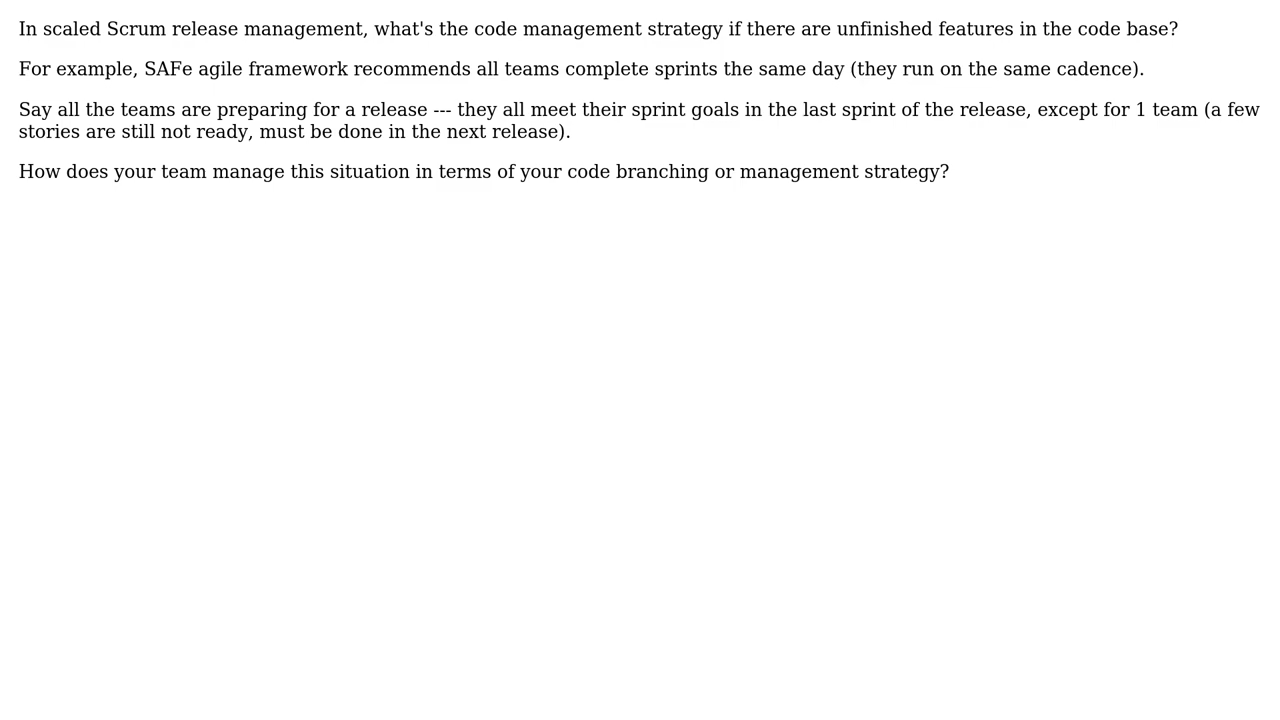 In scaled Scrum release management, what's the code management strategy if there are unfinished features in the code base?
For example, SAFe agile framework recommends all teams complete sprints the same day (they run on the same cadence).
Say all the teams are preparing for a release --- they all meet their sprint goals in the last sprint of the release, except for 1 team (a few
stories are still not ready, must be done in the next release).
How does your team manage this situation in terms of your code branching or management strategy?